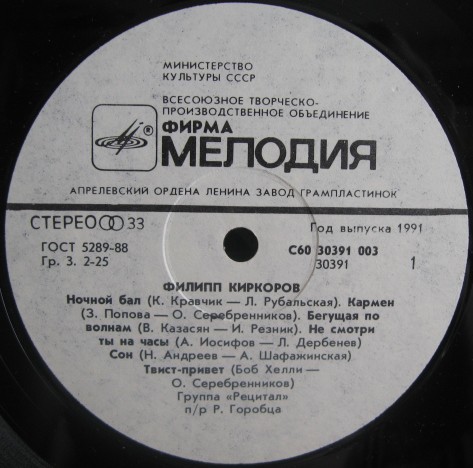 МИНИСТЕРСТВО
КУЛЬТУРЫ СССР
ВСЕСОЮЗНОЕ ТВОРЧЕСКО-
ПРОИЗВОДСТВЕННОЕ ОБЪЕДИНЕНИЕ
® ФИРМА
МЕЛОДИЯ
АПРЕЛЕВСКИЙ ОРДЕНА ЛЕНИНА ЗАВОД ГРАМПЛАСТИНОК
СТЕРЕО 33
Год выпуска 1991
ГОСТ 5289-88
С60 30391 003
Гр. 3. 2-25
30391 1
ФИЛИПП КИРКОРОВ
Ночной бал (К. Кравчик — Л. Рубальская). Кармен
(З. Попова — О. Серебренников). Бегущая по
волнам (В. Казасян — И. Резник). Не смотри
ты на часы (А. Иосифов — Л. Дербенев)
Сон (Н. Андреев — А. Шафажинская)
Твист-привет (Боб Хелли —
О. Серебренников)
Группа «Рецитал»
п/р Р. Горобца